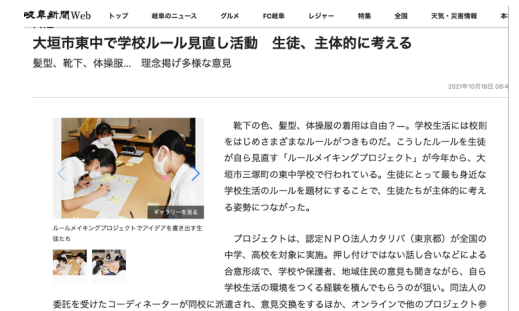 岐阜新聞Web トップ 岐阜のニュース グルメ FC岐阜 レジャー 特集 全国 天気・災害情報
大垣市東中で学校ルール見直し活動 生徒、主体的に考える
髪型、靴下、体操服… 理念掲げ多様な意見
2021年10月18日 08:4
靴下の色、髪型、体操服の着用は自由?―。学校生活には校則
をはじめさまざまなルールがつきものだ。こうしたルールを生徒
が自ら見直す「ルールメイキングプロジェクト」が今年から、大
垣市三塚町の東中学校で行われている。生徒にとって最も身近な
学校生活のルールを題材にすることで、生徒たちが主体的に考え
る姿勢につながった。
ギャラリーを見る
ルールメイキングプロジェクトでアイデアを書き出す生
徒たち
プロジェクトは、認定NPO法人カタリバ(東京都)が全国の
中学、高校を対象に実施。押し付けではない話し合いなどによる
合意形成で、学校や保護者、地域住民の意見も聞きながら、自ら
学校生活の環境をつくる経験を積んでもらうのが狙い。同法人の
委託を受けたコーディネーターが同校に派遣され、意見交換をするほか、オンラインで他のプロジェクト参